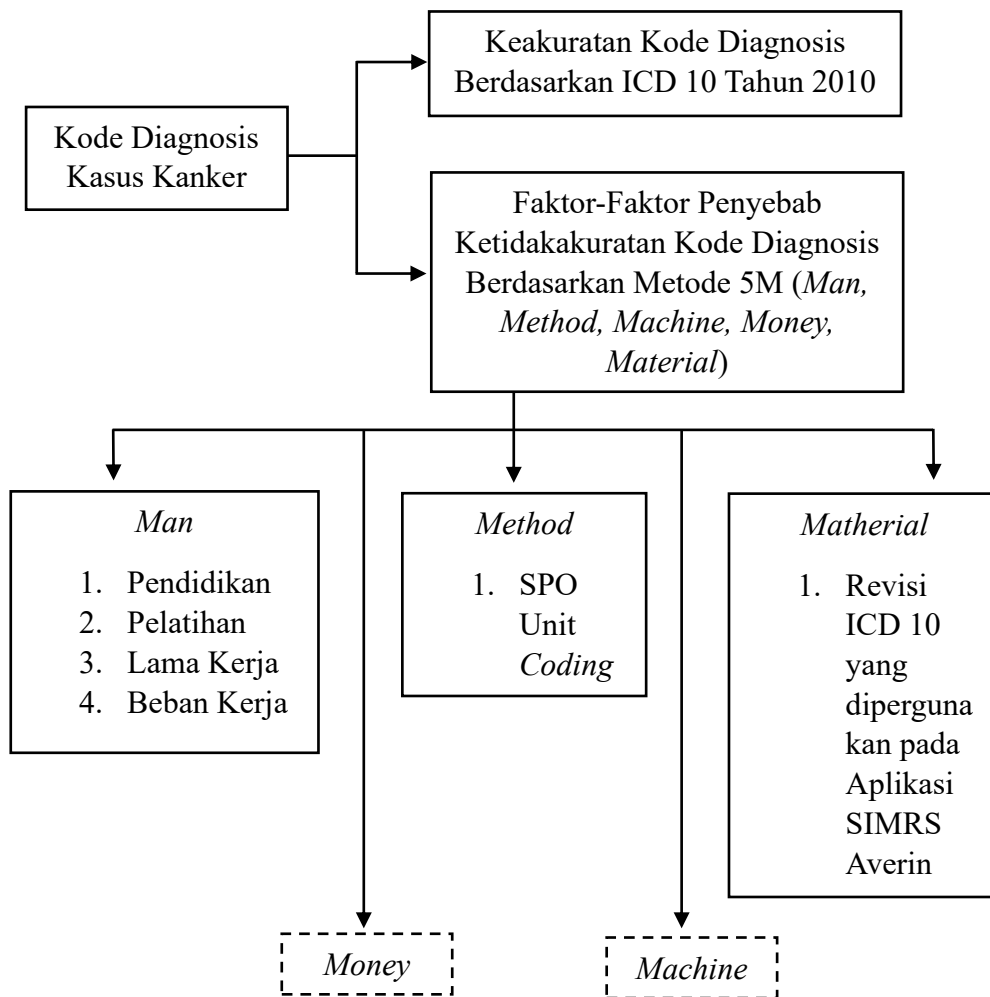 Keakuratan Kode Diagnosis
Berdasarkan ICD 10 Tahun 2010
Kode Diagnosis
Kasus Kanker
Faktor-Faktor Penyebab
Ketidakakuratan Kode Diagnosis
Berdasarkan Metode 5M (Man,
Method, Machine, Money,
Material)
Man
1. Pendidikan
2. Pelatihan
3. Lama Kerja
4. Beban Kerja
Method
1. SPO
Unit
Coding
Matherial
1. Revisi
ICD 10
yang
diperguna
kan pada
Aplikasi
SIMRS
Averin
Money
Machine